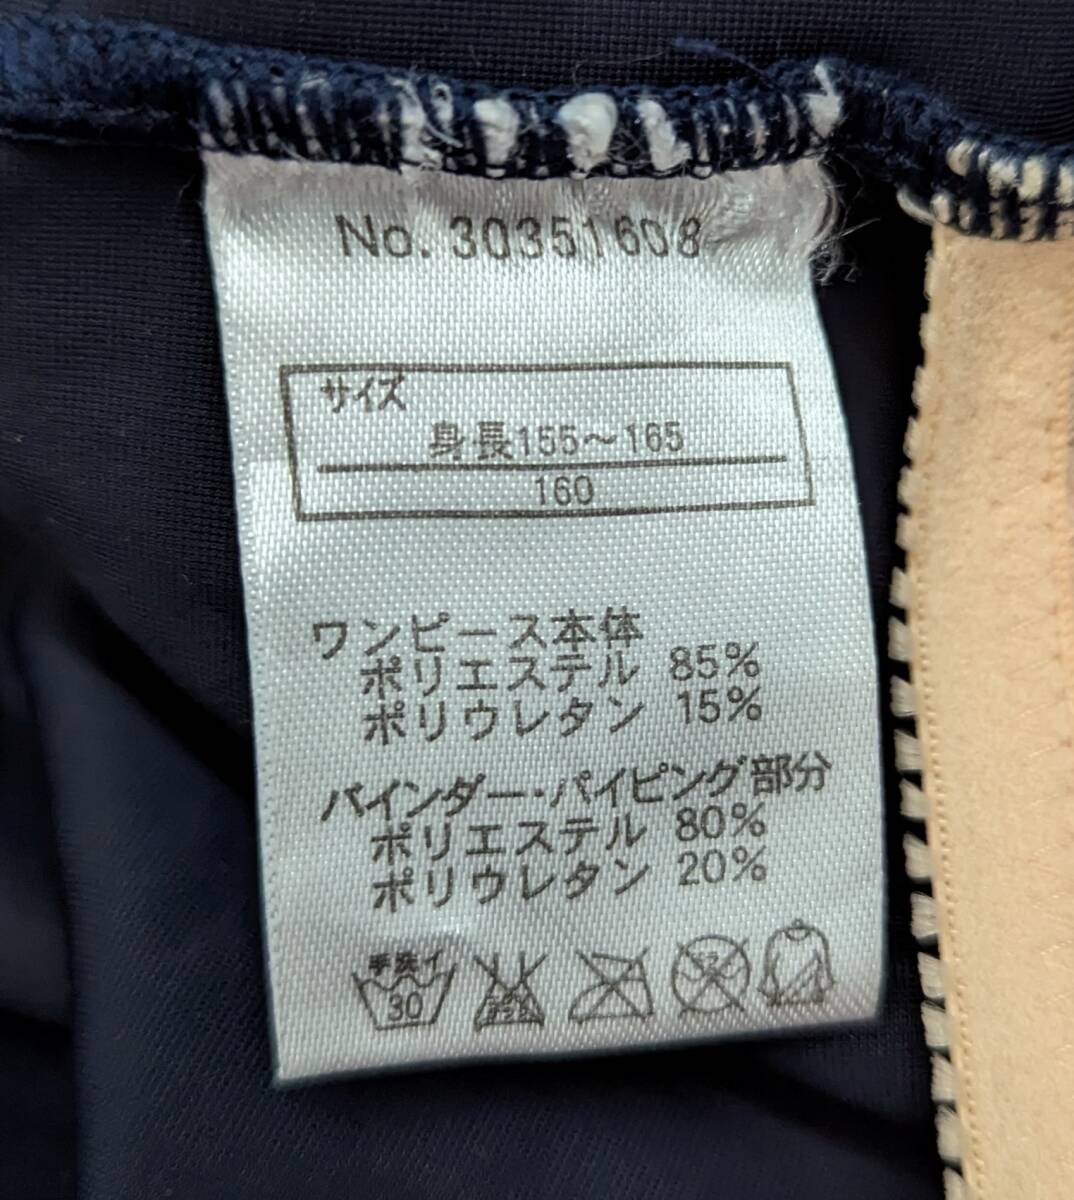 No. 30351608
サイズ
身長155～165
160
ワンピース本体
ポリエステル 85%
ポリウレタン 15%
バインダー・パイピング部分
ポリエステル 80%
ポリウレタン 20%
手洗イ
30